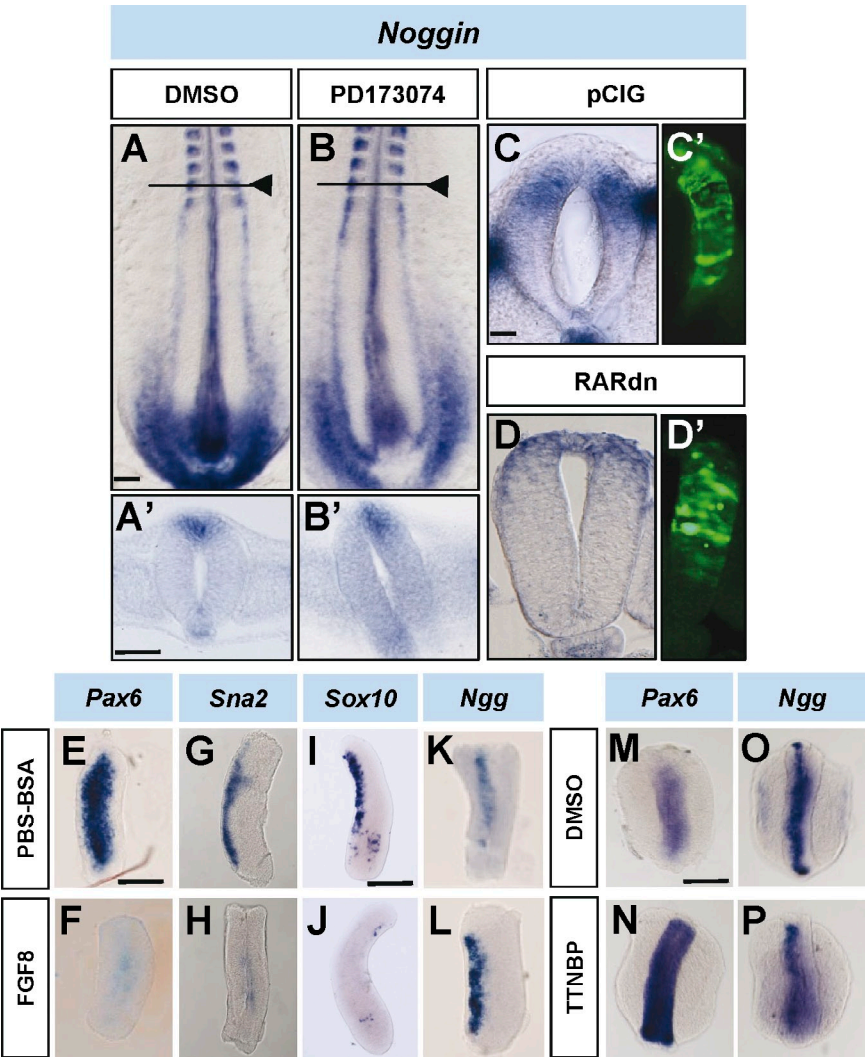 Noggin
DMSO PD173074 pCIG
A B C C'
RARdn
D D'
A' B'
Pax6 Sna2 Sox10 Ngg Pax6 Ngg
PBS-BSA
E G I K
DMSO
M O
FGF8
F H J L
TTNBP
N P